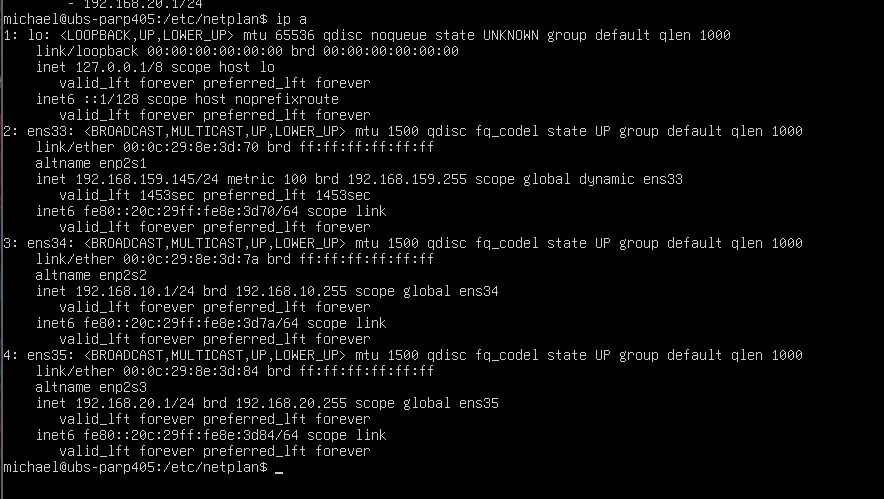 - 192.168.20.1/24
michael@ubs-parp405:/etc/netplan$ ip a
1: lo: <LOOPBACK,UP,LOWER_UP> mtu 65536 qdisc noqueue state UNKNOWN group default qlen 1000
    link/loopback 00:00:00:00:00:00 brd 00:00:00:00:00:00
    inet 127.0.0.1/8 scope host lo
       valid_lft forever preferred_lft forever
    inet6 ::1/128 scope host noprefixroute
       valid_lft forever preferred_lft forever
2: ens33: <BROADCAST,MULTICAST,UP,LOWER_UP> mtu 1500 qdisc fq_codel state UP group default qlen 1000
    link/ether 00:0c:29:8e:3d:70 brd ff:ff:ff:ff:ff:ff
    altname enp2s1
    inet 192.168.159.145/24 metric 100 brd 192.168.159.255 scope global dynamic ens33
       valid_lft 1453sec preferred_lft 1453sec
    inet6 fe80::20c:29ff:fe8e:3d70/64 scope link
       valid_lft forever preferred_lft forever
3: ens34: <BROADCAST,MULTICAST,UP,LOWER_UP> mtu 1500 qdisc fq_codel state UP group default qlen 1000
    link/ether 00:0c:29:8e:3d:7a brd ff:ff:ff:ff:ff:ff
    altname enp2s2
    inet 192.168.10.1/24 brd 192.168.10.255 scope global ens34
       valid_lft forever preferred_lft forever
    inet6 fe80::20c:29ff:fe8e:3d7a/64 scope link
       valid_lft forever preferred_lft forever
4: ens35: <BROADCAST,MULTICAST,UP,LOWER_UP> mtu 1500 qdisc fq_codel state UP group default qlen 1000
    link/ether 00:0c:29:8e:3d:84 brd ff:ff:ff:ff:ff:ff
    altname enp2s3
    inet 192.168.20.1/24 brd 192.168.20.255 scope global ens35
       valid_lft forever preferred_lft forever
    inet6 fe80::20c:29ff:fe8e:3d84/64 scope link
       valid_lft forever preferred_lft forever
michael@ubs-parp405:/etc/netplan$ _